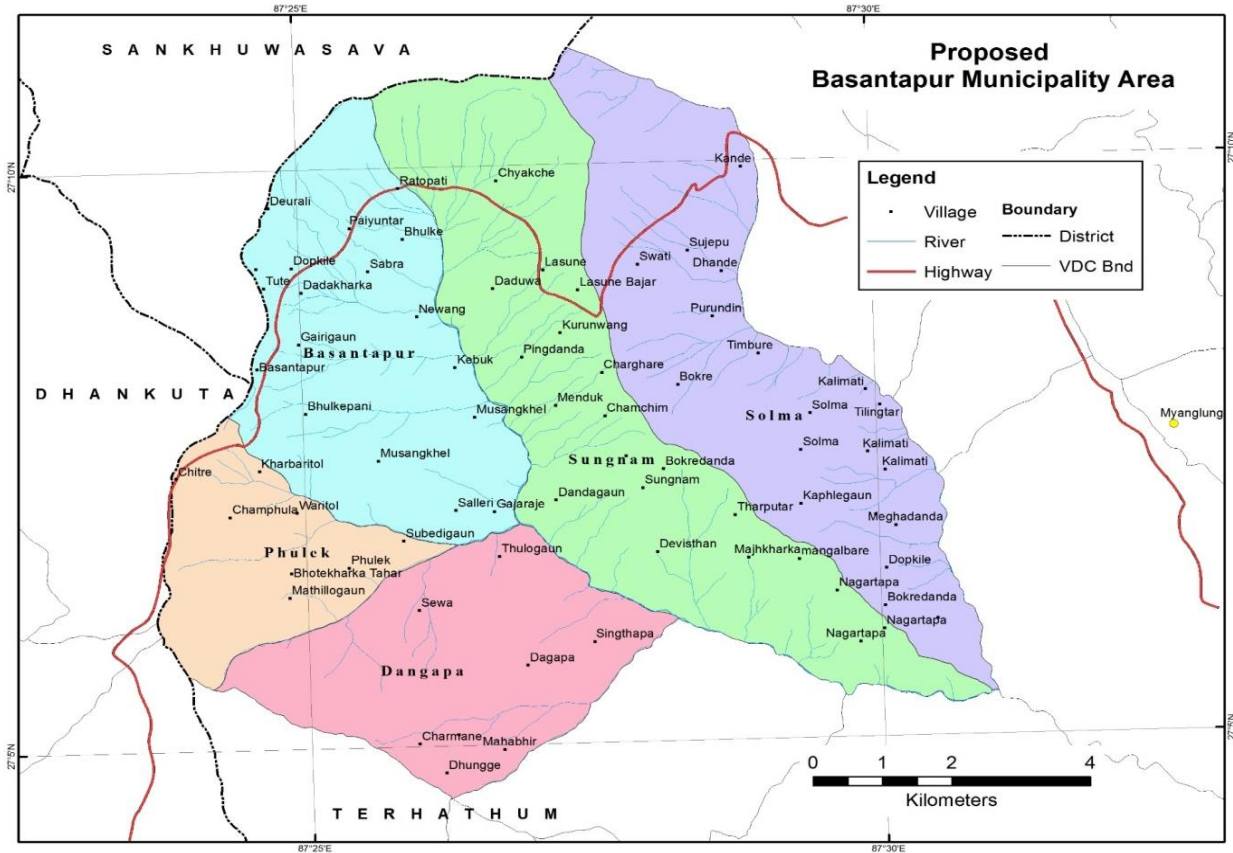 87°25'E
87°30'E
S A N K H U W A S A V A
Proposed
Basantapur Municipality Area
27°10'N
27°10'N
Legend
Village
River
Highway
Boundary
District
VDC Bnd
Kande
Chyakche
Ratopati
Deurali
Paiyuntar
Bhulke
Sujepu
Swati
Dhande
Lasune
Dopkile
Sabra
Tute
Dadakharka
Daduwa
Lasune Bajar
Newang
Purundin
Kurunwang
Gairigaun
Basantapur
Pingdanda
Timbure
Basantapur
Kebuk
Charghare
Bokre
Kalimati
D H A N K U T A
Bhulkepani
Musangkhel
Menduk
Chamchim
Solma
Solma
Tilingtar
Myanglung
Solma
Kalimati
Kalimati
Musangkhel
Sungnam
Bokredanda
Kharbaritol
Chitre
Sungnam
Dandagaun
Champhula
Waritol
Salleri
Gajaraje
Tharputar
Kaphlegaun
Meghadanda
Subedigaun
Phulek
Thulogaun
Devisthan
Majhkharka
mangalbare
Phulek
Bhotekharka Tahar
Dopkile
Mathillogaun
Nagartapa
Sewa
Bokredanda
Nagartapa
Nagartapa
Singthapa
Dagapa
Dangapa
27°5'N
27°5'N
Charmane
Mahabhir
Dhungge
0 1 2 4
Kilometers
T E R H A T H U M
87°25'E
87°30'E